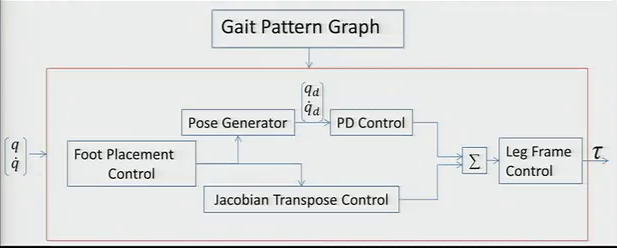 Gait Pattern Graph
q_d
q̇_d
Pose Generator
PD Control
q
q̇
Foot Placement
Control
Σ
Leg Frame
Control
τ
Jacobian Transpose Control